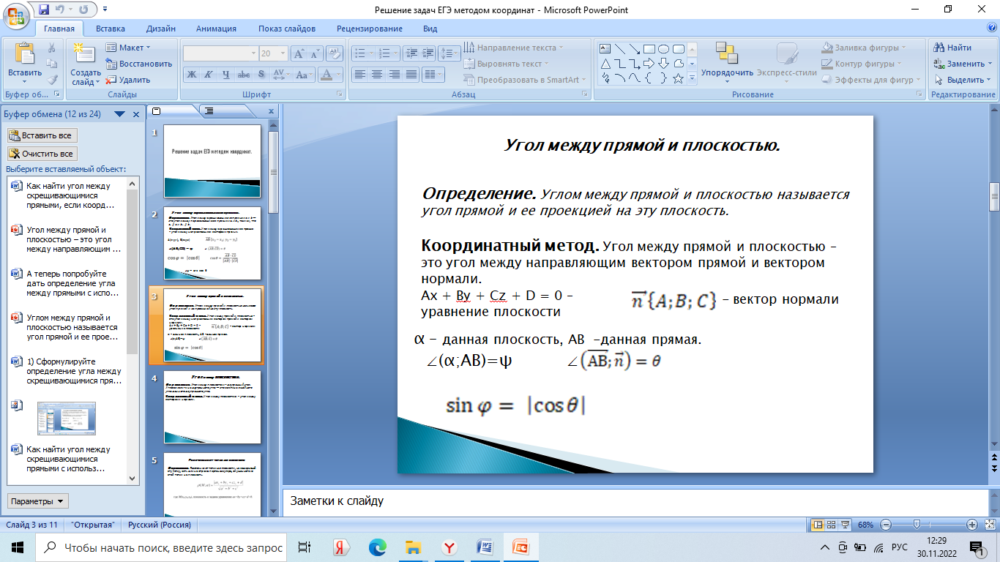 Решение задач ЕГЭ методом координат - Microsoft PowerPoint
Главная Вставка Дизайн Анимация Показ слайдов Рецензирование Вид
Вставить
Буфер об...
Создать слайд
Макет
Восстановить
Удалить
Слайды
20
Ж К Ч abc S AV Aa А
Шрифт
Направление текста
Выровнять текст
Преобразовать в SmartArt
Абзац
Упорядочить
Экспресс-стили
Заливка фигуры
Контур фигуры
Эффекты для фигур
Рисование
Найти
Заменить
Выделить
Редактирование
Буфер обмена (12 из 24)
Вставить все
Очистить все
Выберите вставляемый объект:
Как найти угол между
скрещивающимися
прямыми, если коорд...
Угол между прямой и
плоскостью – это угол
между направляющим ...
А теперь попробуйте
дать определение угла
между прямыми с испо...
Углом между прямой и
плоскостью называется
угол прямой и ее прое...
1) Сформулируйте
определение угла между
скрещивающимися пря...
Как найти угол между
скрещивающимися
прямыми с использ...
Параметры
1
Решение задач ЕГЭ методом координат.
2
3
4
5
Угол между прямой и плоскостью.
Определение. Углом между прямой и плоскостью называется
угол прямой и ее проекцией на эту плоскость.
Координатный метод. Угол между прямой и плоскостью –
это угол между направляющим вектором прямой и вектором
нормали.
Ax + By + Cz + D = 0 –
уравнение плоскости
n⃗ {A; B; C} – вектор нормали
α – данная плоскость, AB –данная прямая.
∠(α;AB)=ψ ∠(AB⃗; n⃗) = θ
sin φ = |cos θ|
Заметки к слайду
Слайд 3 из 11 "Открытая" Русский (Россия) 68%
Чтобы начать поиск, введите здесь запрос
РУС
12:29
30.11.2022
1